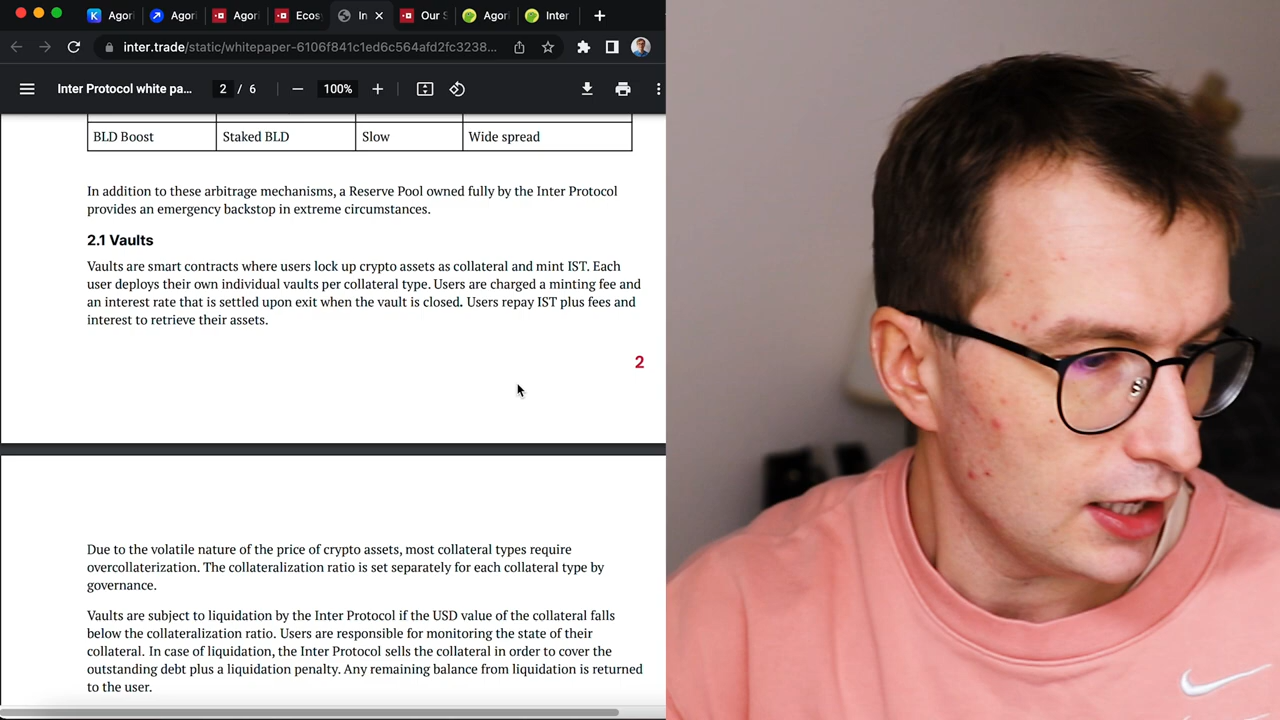 Agori
Agori
Agori
Ecos
In
Our S
Agori
Inter
inter.trade/static/whitepaper-6106f841c1ed6c564afd2fc3238...
Inter Protocol white pa...
2 / 6
100%
BLD Boost Staked BLD Slow Wide spread
In addition to these arbitrage mechanisms, a Reserve Pool owned fully by the Inter Protocol
provides an emergency backstop in extreme circumstances.
2.1 Vaults
Vaults are smart contracts where users lock up crypto assets as collateral and mint IST. Each
user deploys their own individual vaults per collateral type. Users are charged a minting fee and
an interest rate that is settled upon exit when the vault is closed. Users repay IST plus fees and
interest to retrieve their assets.
2
Due to the volatile nature of the price of crypto assets, most collateral types require
overcollaterization. The collateralization ratio is set separately for each collateral type by
governance.
Vaults are subject to liquidation by the Inter Protocol if the USD value of the collateral falls
below the collateralization ratio. Users are responsible for monitoring the state of their
collateral. In case of liquidation, the Inter Protocol sells the collateral in order to cover the
outstanding debt plus a liquidation penalty. Any remaining balance from liquidation is returned
to the user.